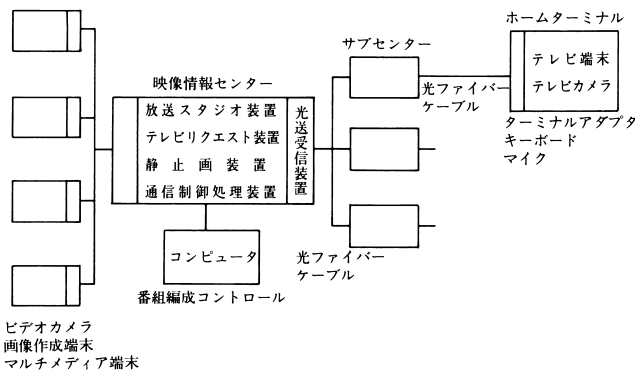 ホームターミナル
サブセンター
テレビ端末
映像情報センター
光ファイバー
ケーブル
テレビカメラ
放送スタジオ装置
テレビリクエスト装置
静止画装置
通信制御処理装置
光送受信装置
ターミナルアダプタ
キーボード
マイク
コンピュータ
光ファイバー
ケーブル
番組編成コントロール
ビデオカメラ
画像作成端末
マルチメディア端末